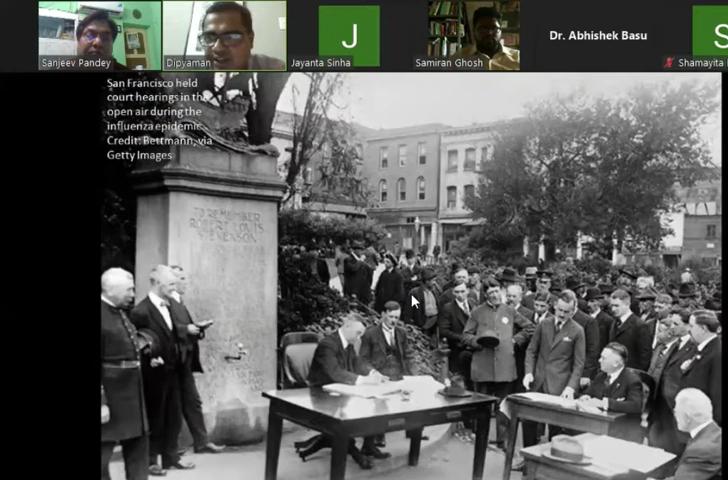 Sanjeev Pandey
Dipyaman
J
Jayanta Sinha
Samiran Ghosh
Dr. Abhishek Basu
S
Shamayita
San Francisco held
court hearings in the
open air during the
influenza epidemic
Credit: Bettmann, via
Getty Images
TO REMEMBER
ROBERT LOUIS
STEVENSON